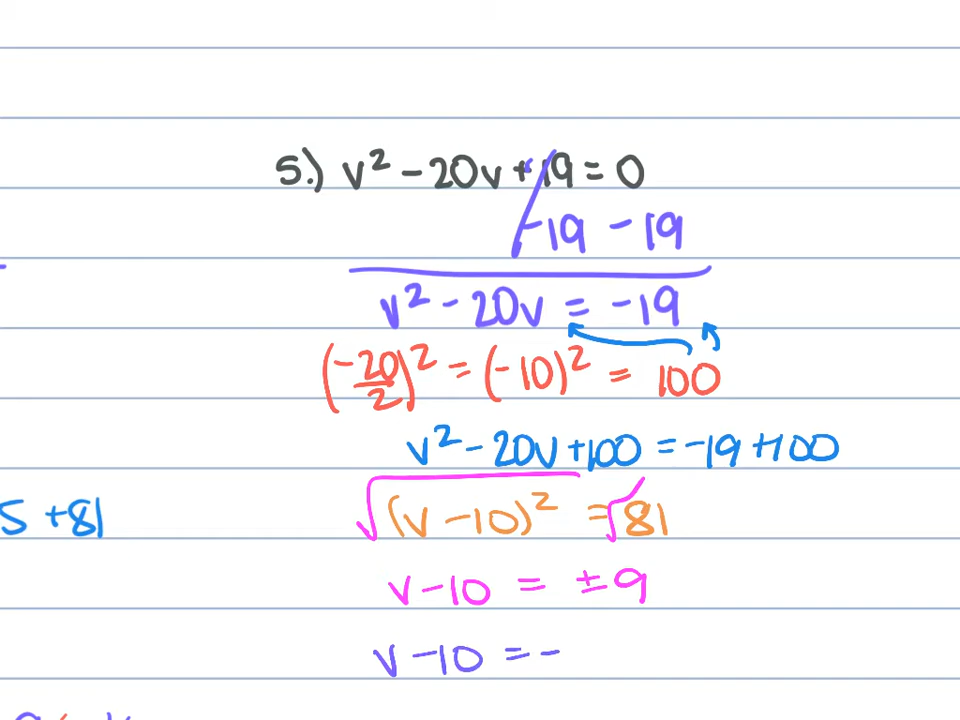 5.) v² - 20v + 19 = 0
-19 - 19
v² - 20v = -19
(-20/2)² = (-10)² = 100
v² - 20v + 100 = -19 + 100
5 + 81
√(v - 10)² = √81
v - 10 = ± 9
v - 10 = -